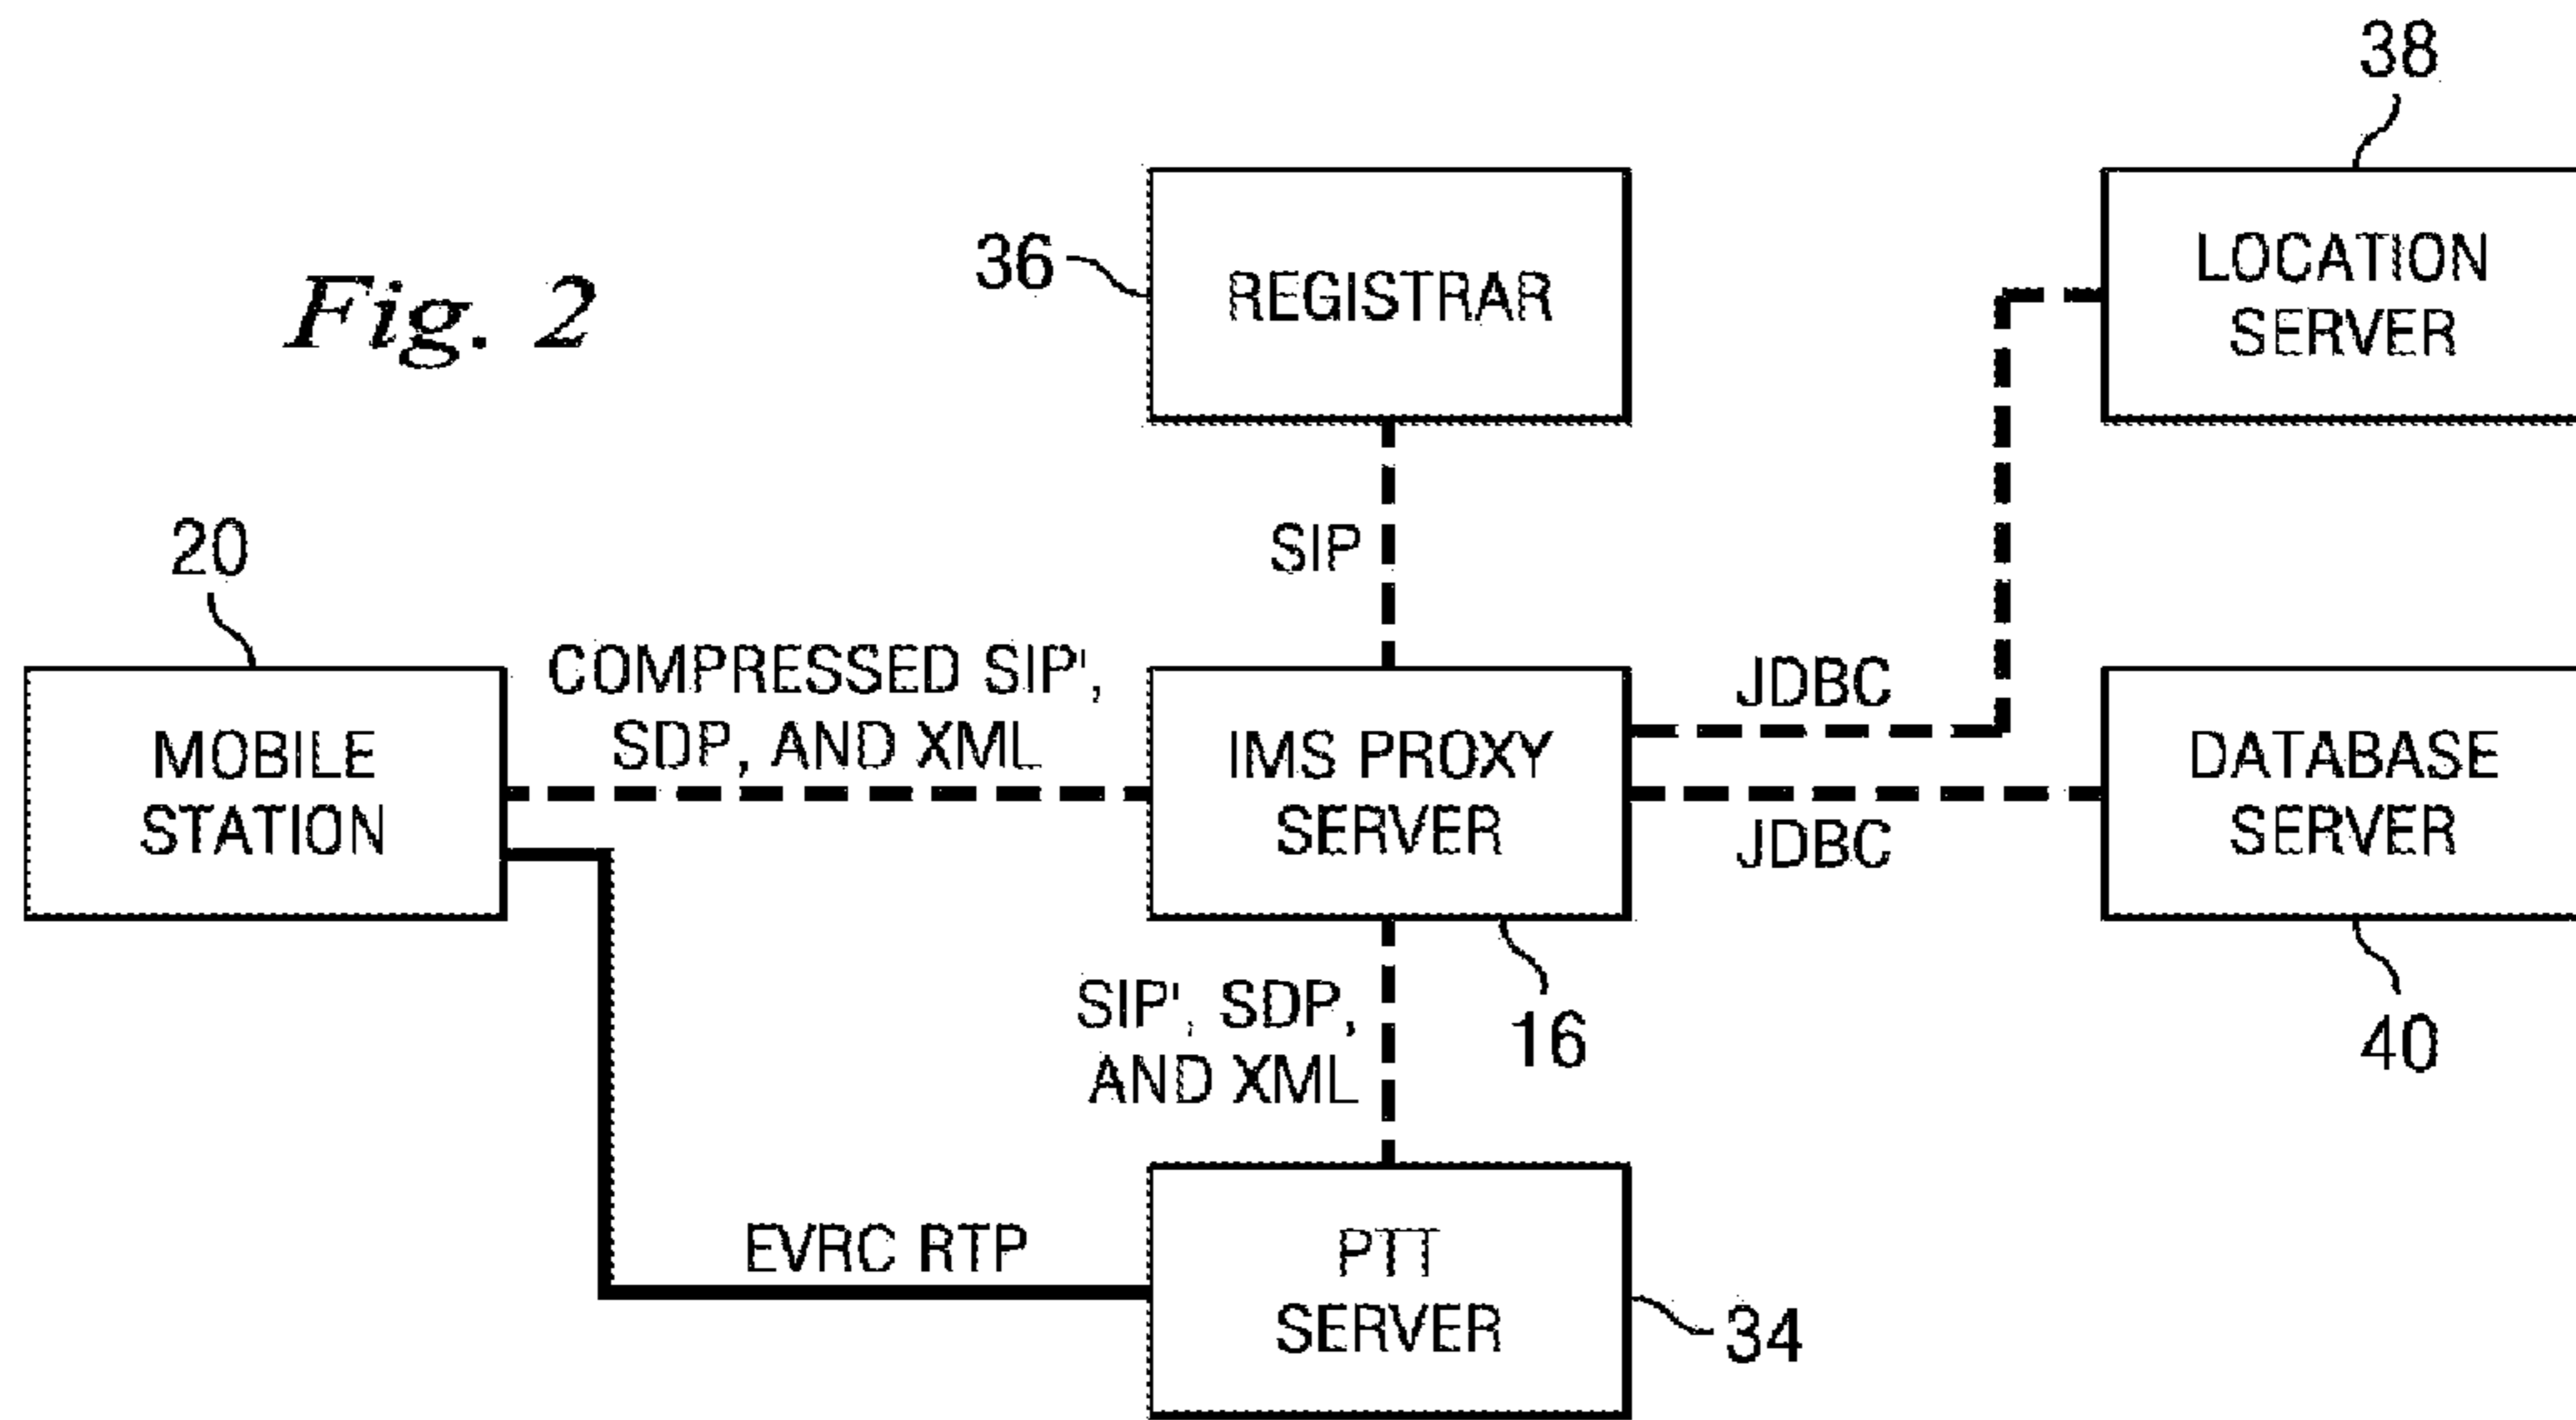 38
36
REGISTRAR
LOCATION
SERVER
Fig. 2
SIP
20
COMPRESSED SIP',
SDP, AND XML
MOBILE
STATION
IMS PROXY
SERVER
JDBC
JDBC
DATABASE
SERVER
SIP', SDP,
AND XML
16
40
EVRC RTP
PTT
SERVER
34